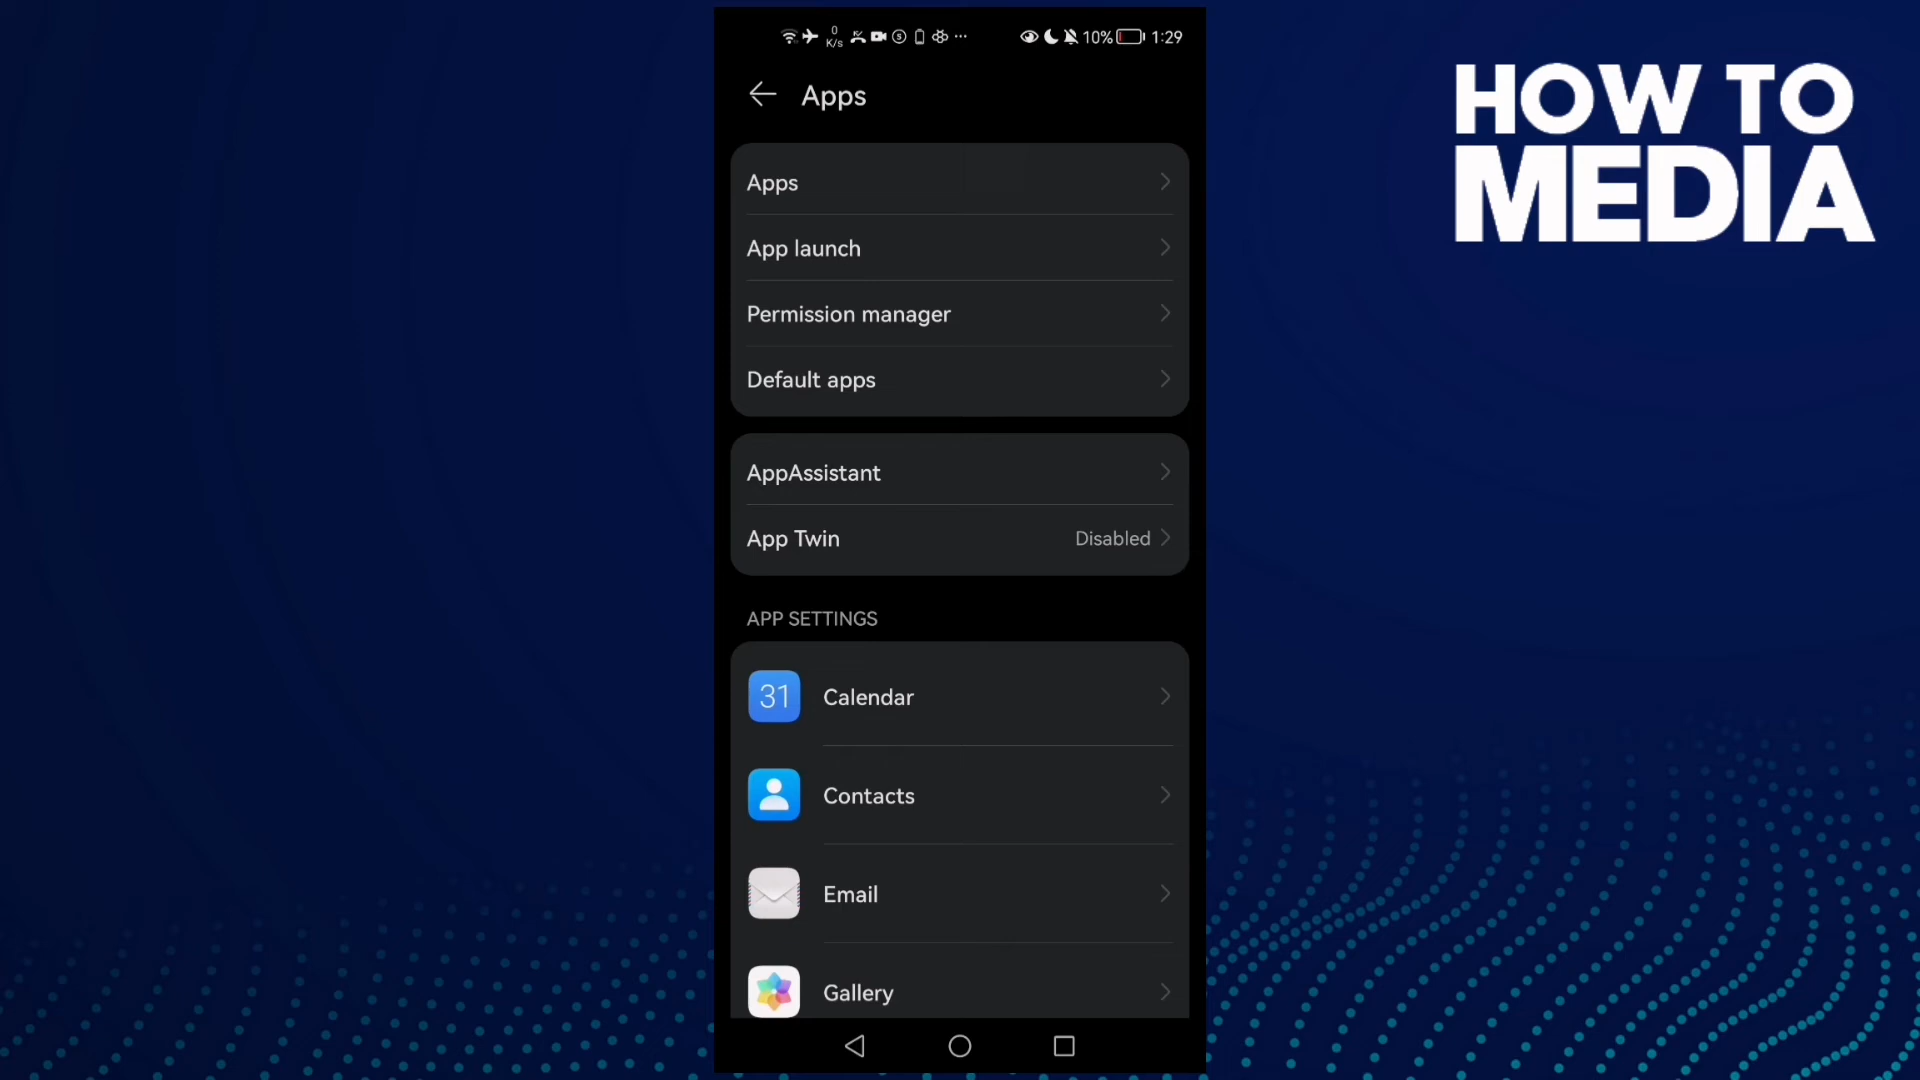 0
K/s
10%
1:29
Apps
Apps
App launch
Permission manager
Default apps
AppAssistant
App Twin
Disabled
APP SETTINGS
31
Calendar
Contacts
Email
Gallery
HOW TO
MEDIA